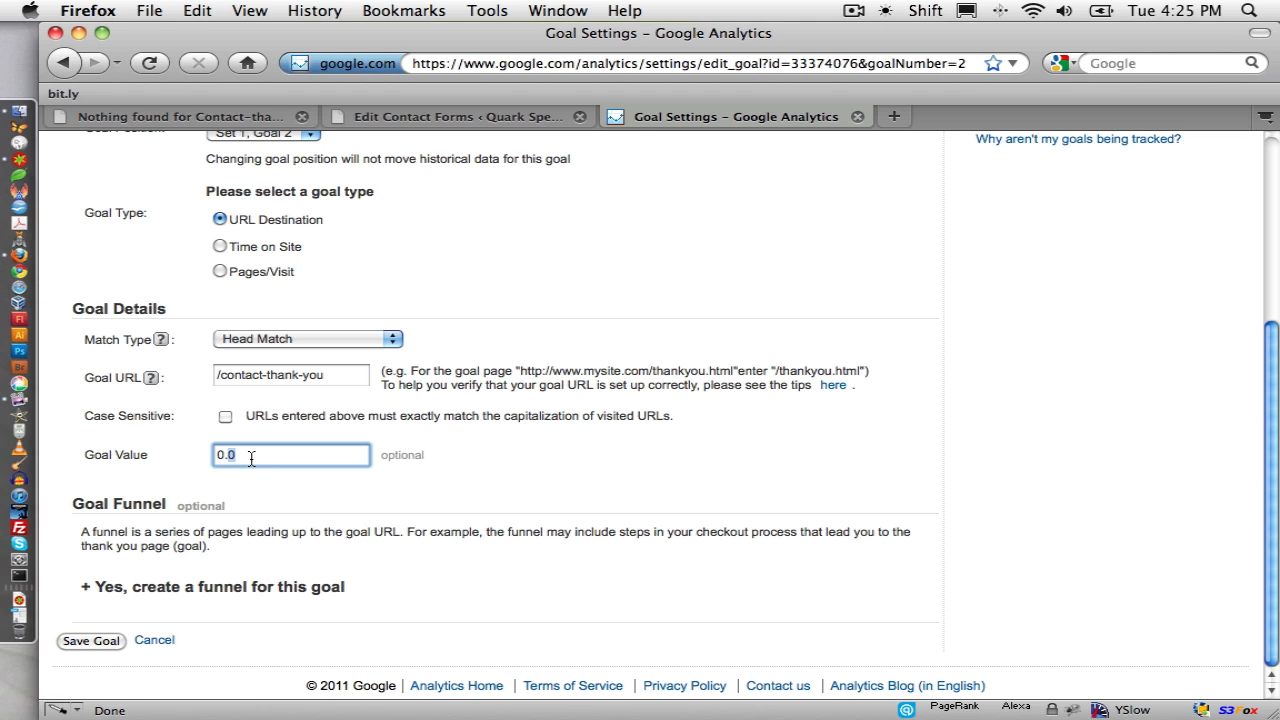 Firefox File Edit View History Bookmarks Tools Window Help Shift Tue 4:25 PM
Goal Settings – Google Analytics
google.com https://www.google.com/analytics/settings/edit_goal?id=33374076&goalNumber=2 Google
bit.ly
Nothing found for Contact-tha... Edit Contact Forms ‹ Quark Spe... Goal Settings – Google Analytics
Set 1, Goal 2
Why aren't my goals being tracked?
Changing goal position will not move historical data for this goal
Please select a goal type
Goal Type: URL Destination
Time on Site
Pages/Visit
Goal Details
Match Type ? : Head Match
Goal URL ? : /contact-thank-you (e.g. For the goal page "http://www.mysite.com/thankyou.html"enter "/thankyou.html")
To help you verify that your goal URL is set up correctly, please see the tips here .
Case Sensitive: URLs entered above must exactly match the capitalization of visited URLs.
Goal Value 0.0 optional
Goal Funnel optional
A funnel is a series of pages leading up to the goal URL. For example, the funnel may include steps in your checkout process that lead you to the
thank you page (goal).
+ Yes, create a funnel for this goal
Save Goal Cancel
© 2011 Google | Analytics Home | Terms of Service | Privacy Policy | Contact us | Analytics Blog (in English)
Done PageRank Alexa YSlow S3Fox